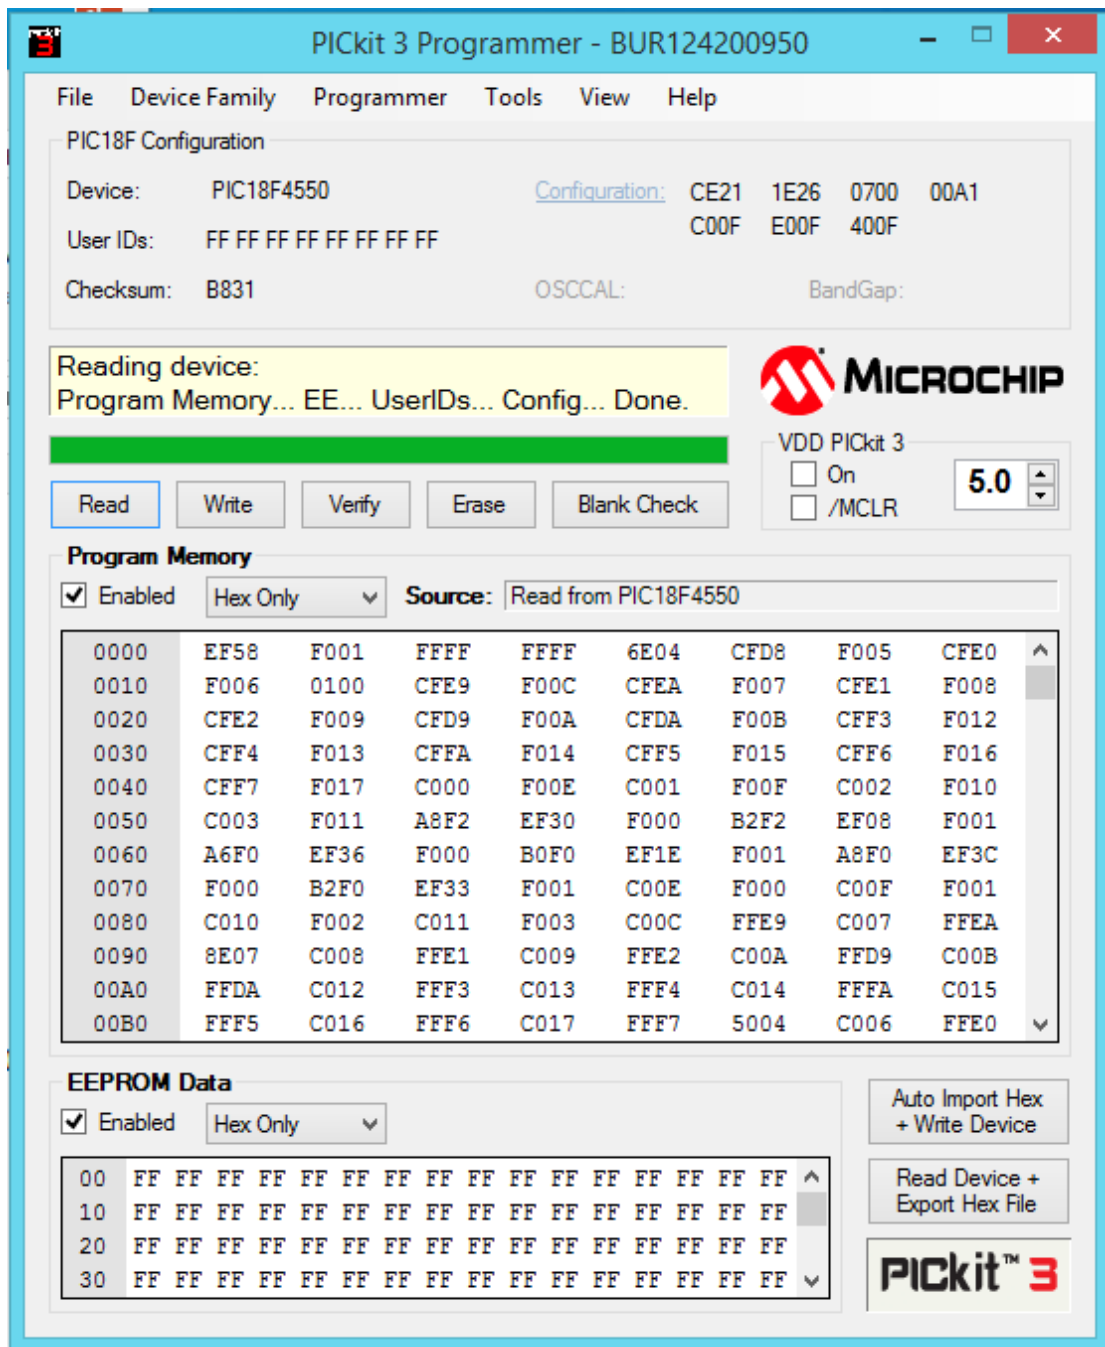 PICkit 3 Programmer - BUR124200950
File Device Family Programmer Tools View Help
PIC18F Configuration
Device: PIC18F4550 Configuration: CE21 1E26 0700 00A1
C00F E00F 400F
User IDs: FF FF FF FF FF FF FF FF
Checksum: B831 OSCCAL: BandGap:
Reading device:
Program Memory... EE... UserIDs... Config... Done.
MICROCHIP
VDD PICkit 3
On
/MCLR
5.0
Read Write Verify Erase Blank Check
Program Memory
Enabled Hex Only Source: Read from PIC18F4550
0000 EF58 F001 FFFF FFFF 6E04 CFD8 F005 CFE0
0010 F006 0100 CFE9 F00C CFEA F007 CFE1 F008
0020 CFE2 F009 CFD9 F00A CFDA F00B CFF3 F012
0030 CFF4 F013 CFFA F014 CFF5 F015 CFF6 F016
0040 CFF7 F017 C000 F00E C001 F00F C002 F010
0050 C003 F011 A8F2 EF30 F000 B2F2 EF08 F001
0060 A6F0 EF36 F000 B0F0 EF1E F001 A8F0 EF3C
0070 F000 B2F0 EF33 F001 C00E F000 C00F F001
0080 C010 F002 C011 F003 C00C FFE9 C007 FFEA
0090 8E07 C008 FFE1 C009 FFE2 C00A FFD9 C00B
00A0 FFDA C012 FFF3 C013 FFF4 C014 FFFA C015
00B0 FFF5 C016 FFF6 C017 FFF7 5004 C006 FFE0
EEPROM Data
Enabled Hex Only
00 FF FF FF FF FF FF FF FF FF FF FF FF FF FF FF FF
10 FF FF FF FF FF FF FF FF FF FF FF FF FF FF FF FF
20 FF FF FF FF FF FF FF FF FF FF FF FF FF FF FF FF
30 FF FF FF FF FF FF FF FF FF FF FF FF FF FF FF FF
Auto Import Hex
+ Write Device
Read Device +
Export Hex File
PICkit™ 3